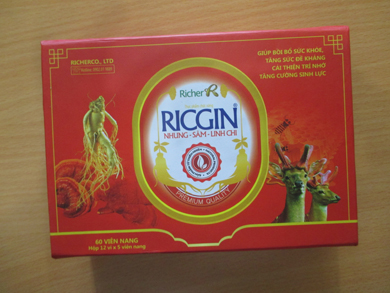 RICHERCO., LTD
GIÚP BỒI BỔ SỨC KHỎE,
TĂNG SỨC ĐỀ KHÁNG
CẢI THIỆN TRÍ NHỚ
TĂNG CƯỜNG SINH LỰC
Richer
RICGIN
NHUNG - SÂM - LINH CHI
PREMIUM QUALITY
60 VIÊN NANG
Hộp 12 vỉ x 5 viên nang